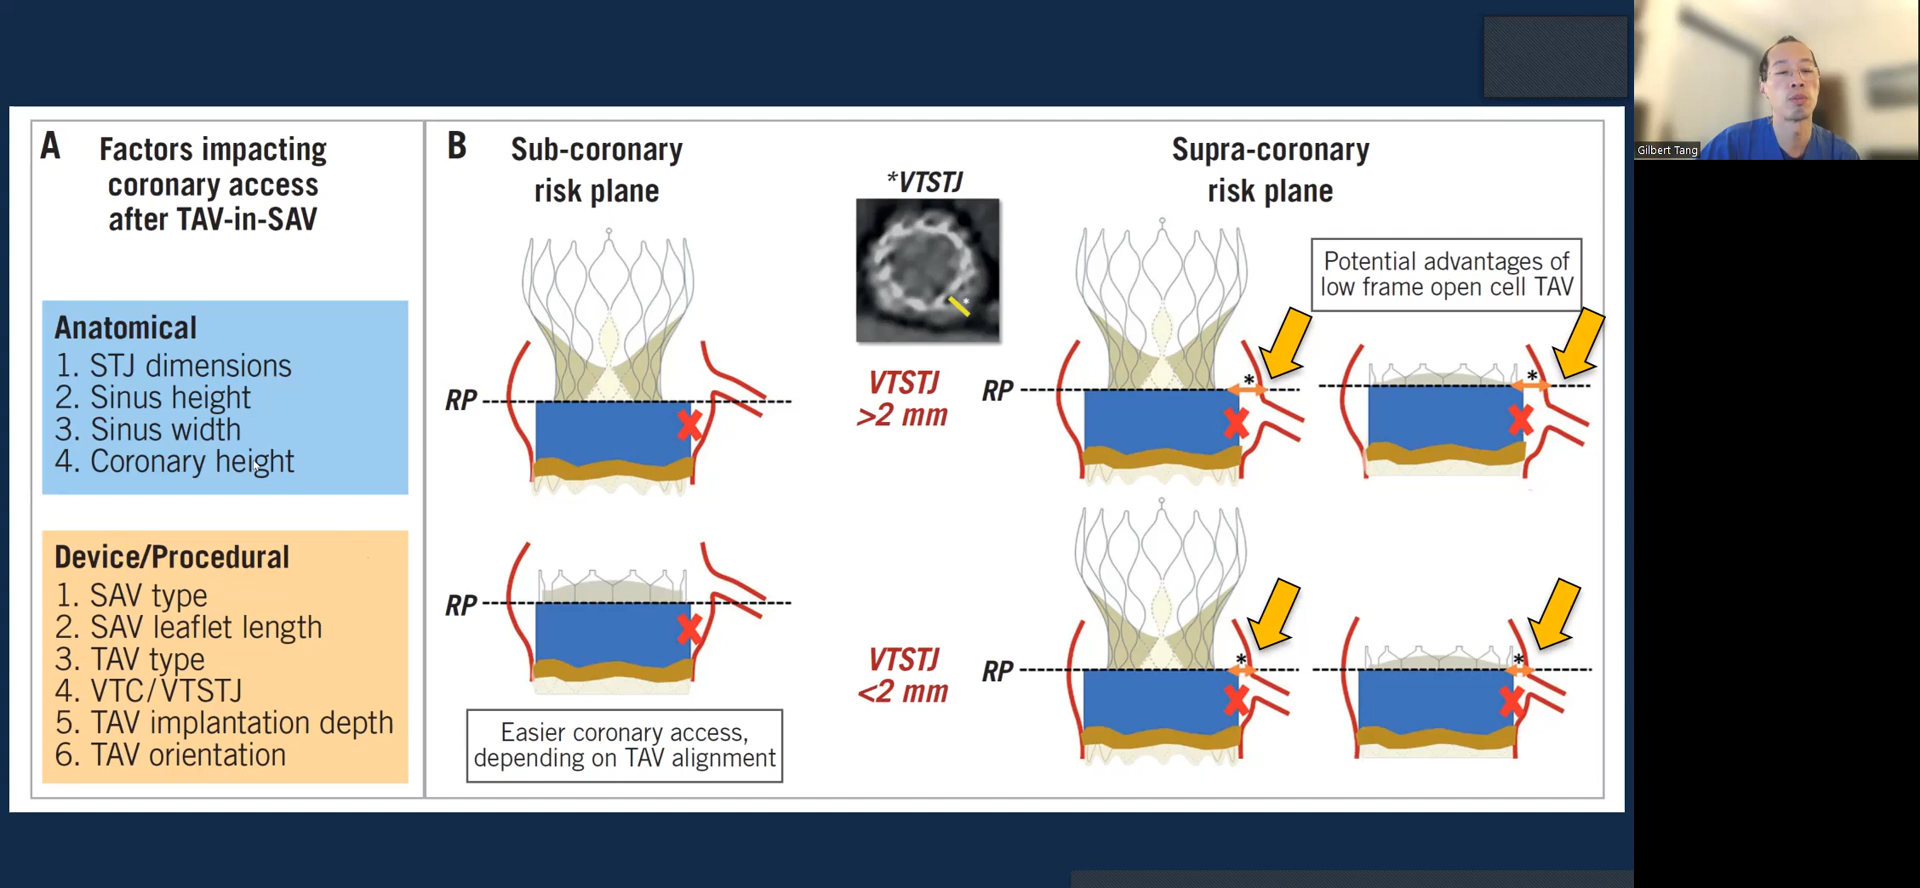 A
Factors impacting
coronary access
after TAV-in-SAV
Anatomical
1. STJ dimensions
2. Sinus height
3. Sinus width
4. Coronary height
Device/Procedural
1. SAV type
2. SAV leaflet length
3. TAV type
4. VTC/VTSTJ
5. TAV implantation depth
6. TAV orientation
B
Sub-coronary
risk plane
RP
RP
Easier coronary access,
depending on TAV alignment
*VTSTJ
*
VTSTJ
>2 mm
VTSTJ
<2 mm
Supra-coronary
risk plane
Potential advantages of
low frame open cell TAV
RP
*
*
RP
*
*
Gilbert Tang